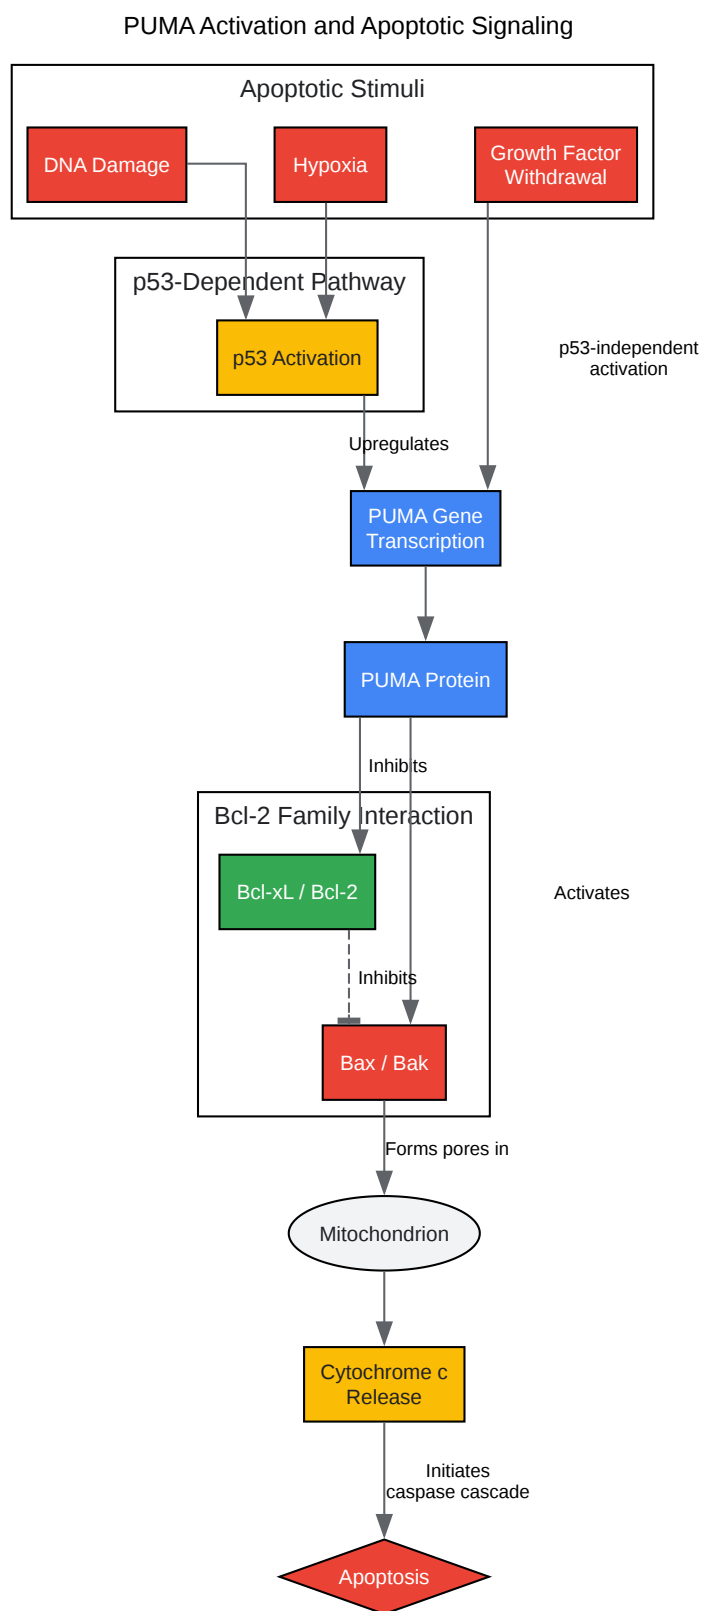 PUMA Activation and Apoptotic Signaling
Apoptotic Stimuli
DNA Damage
Hypoxia
Growth Factor
Withdrawal
p53-Dependent Pathway
p53 Activation
p53-independent
activation
Upregulates
PUMA Gene
Transcription
PUMA Protein
Inhibits
Bcl-2 Family Interaction
Bcl-xL / Bcl-2
Activates
Inhibits
Bax / Bak
Forms pores in
Mitochondrion
Cytochrome c
Release
Initiates
caspase cascade
Apoptosis